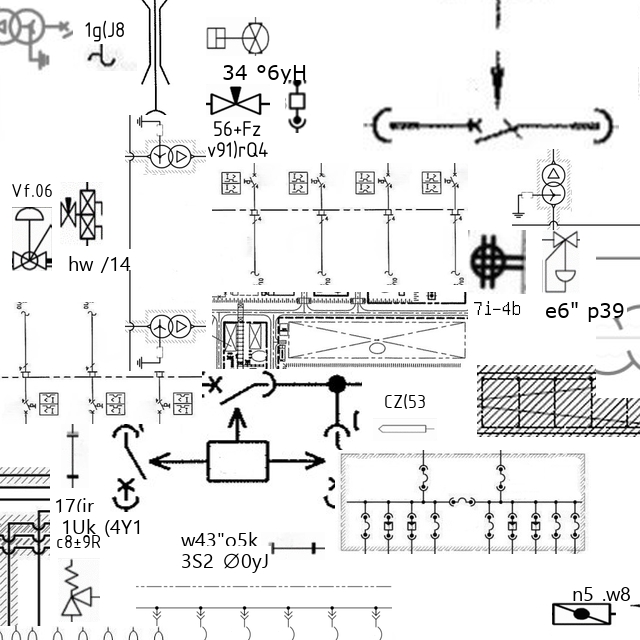 1g(J8
34 °6yH
56+Fz
v91)rQ4
Vf.06
hw /14
7i-4b
e6" p39
CZ(53
17(ir
1Uk (4Y1
c8±9R
w43"o5k
3S2 Ø0yJ
n5 .w8